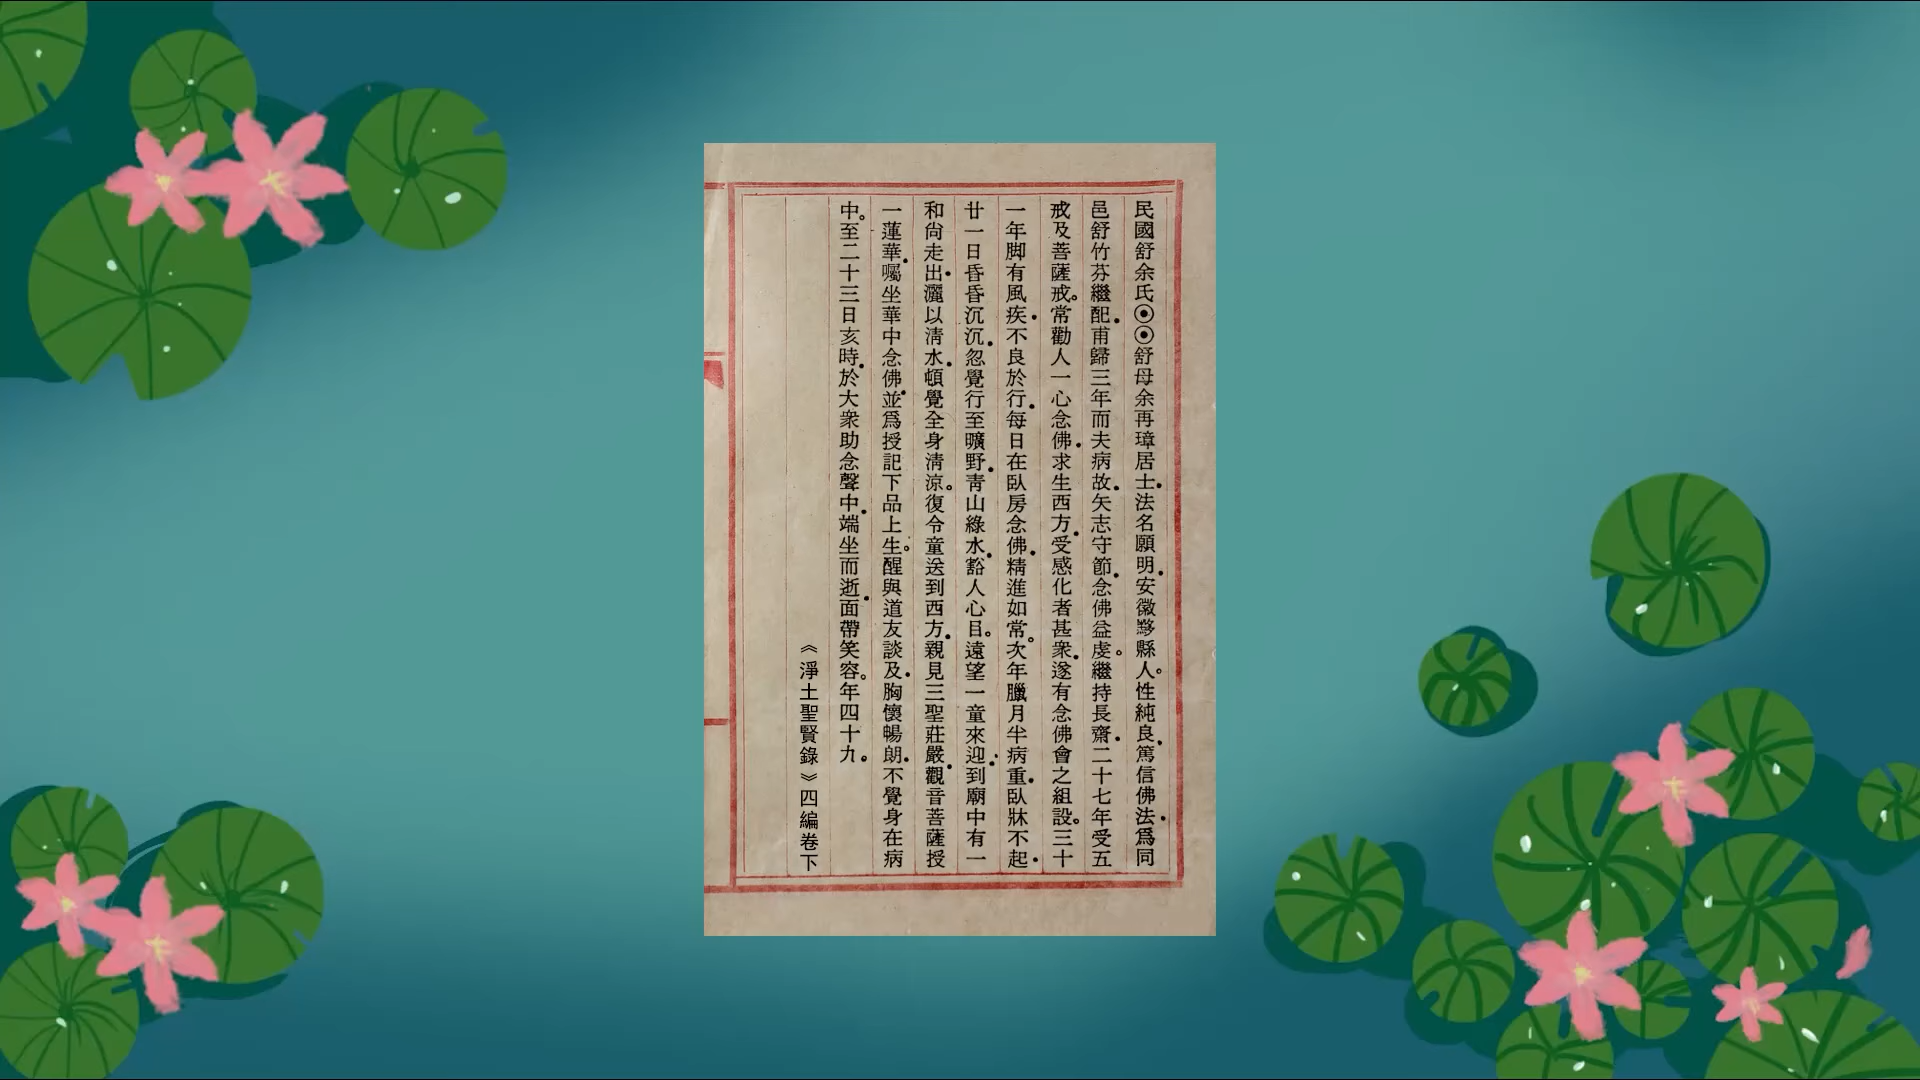 民國舒余氏⦿⦿舒母余再璋居士．法名願明．安徽黟縣人。性純良．篤信佛法．爲同
邑舒竹芬繼配．甫歸三年而夫病故．矢志守節．念佛益虔。繼持長齋．二十七年受五
戒及菩薩戒。常勸人一心念佛．求生西方．受感化者甚衆．遂有念佛會之組設。三十
一年脚有風疾．不良於行．每日在臥房念佛．精進如常。次年臘月半病重．臥牀不起．
廿一日昏昏沉沉．忽覺行至曠野．靑山綠水．豁人心目。遠望一童來迎．到廟中有一
和尙走出．灑以淸水．頓覺全身淸涼。復令童送到西方．親見三聖莊嚴．觀音菩薩授
一蓮華．囑坐華中念佛．並爲授記下品上生。醒與道友談及．胸懷暢朗．不覺身在病
中。至二十三日亥時．於大衆助念聲中．端坐而逝．面帶笑容。年四十九。
《淨土聖賢錄》四編卷下